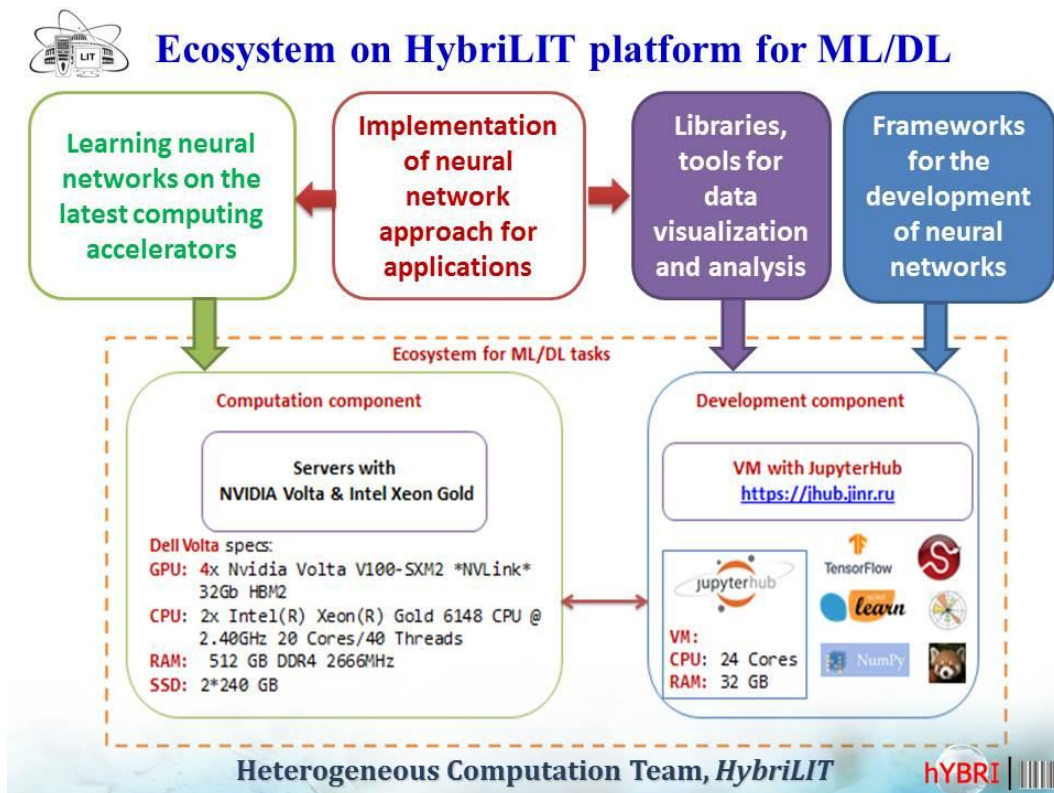 LIT
Ecosystem on HybriLIT platform for ML/DL
Learning neural
networks on the
latest computing
accelerators
Implementation
of neural
network
approach for
applications
Libraries,
tools for
data
visualization
and analysis
Frameworks
for the
development
of neural
networks
Ecosystem for ML/DL tasks
Computation component
Servers with
NVIDIA Volta & Intel Xeon Gold
Dell Volta specs:
GPU: 4x Nvidia Volta V100-SXM2 *NVLink*
32Gb HBM2
CPU: 2x Intel(R) Xeon(R) Gold 6148 CPU @
2.40GHz 20 Cores/40 Threads
RAM: 512 GB DDR4 2666MHz
SSD: 2*240 GB
Development component
VM with JupyterHub
https://jhub.jinr.ru
jupyterhub
VM:
CPU: 24 Cores
RAM: 32 GB
TensorFlow
learn
NumPy
Heterogeneous Computation Team, HybriLIT
hYBRI